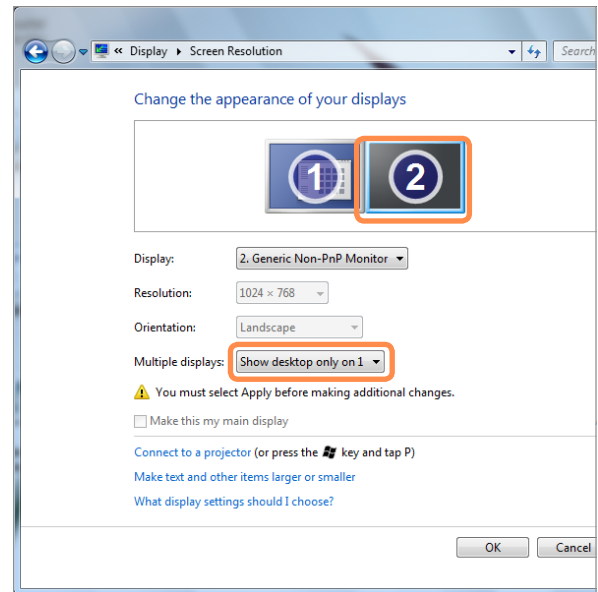 « Display ▸ Screen Resolution Search
Change the appearance of your displays
1 2
Display: 2. Generic Non-PnP Monitor
Resolution: 1024 × 768
Orientation: Landscape
Multiple displays: Show desktop only on 1
You must select Apply before making additional changes.
Make this my main display
Connect to a projector (or press the key and tap P)
Make text and other items larger or smaller
What display settings should I choose?
OK Cancel